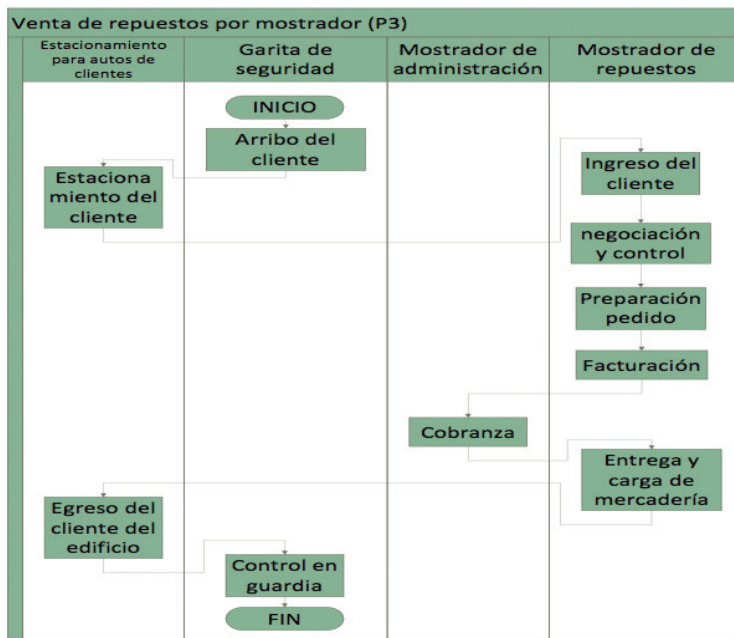 Venta de repuestos por mostrador (P3)
Estacionamiento
para autos de
clientes
Garita de
seguridad
Mostrador de
administración
Mostrador de
repuestos
INICIO
Arribo del
cliente
Estaciona
miento del
cliente
Ingreso del
cliente
negociación
y control
Preparación
pedido
Facturación
Cobranza
Entrega y
carga de
mercadería
Egreso del
cliente del
edificio
Control en
guardia
FIN